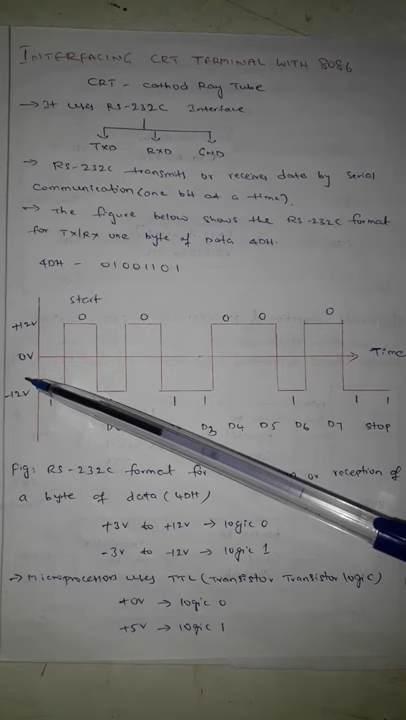 INTERFACING CRT TERMINAL WITH 8086
CRT - Cathod Ray Tube
→ It uses RS-232C Interface.
TXD RXD GND
→ RS-232C transmits or receives data by serial
communication (one bit at a time).
→ The figure below shows the RS-232C format
for Tx/Rx one byte of Data 4DH.
4DH - 01001101
start
0 0 0 0 0
+12V
0V
Time
-12V
1 1 1 1 1
D3 D4 D5 D6 D7 stop
Fig: RS-232C format for or reception of
a byte of data (4DH)
+3V to +12V → logic 0
-3V to -12V → logic 1
→ Microprocessors uses TTL (Transistor Transistor logic)
+0V → logic 0
+5V → logic 1